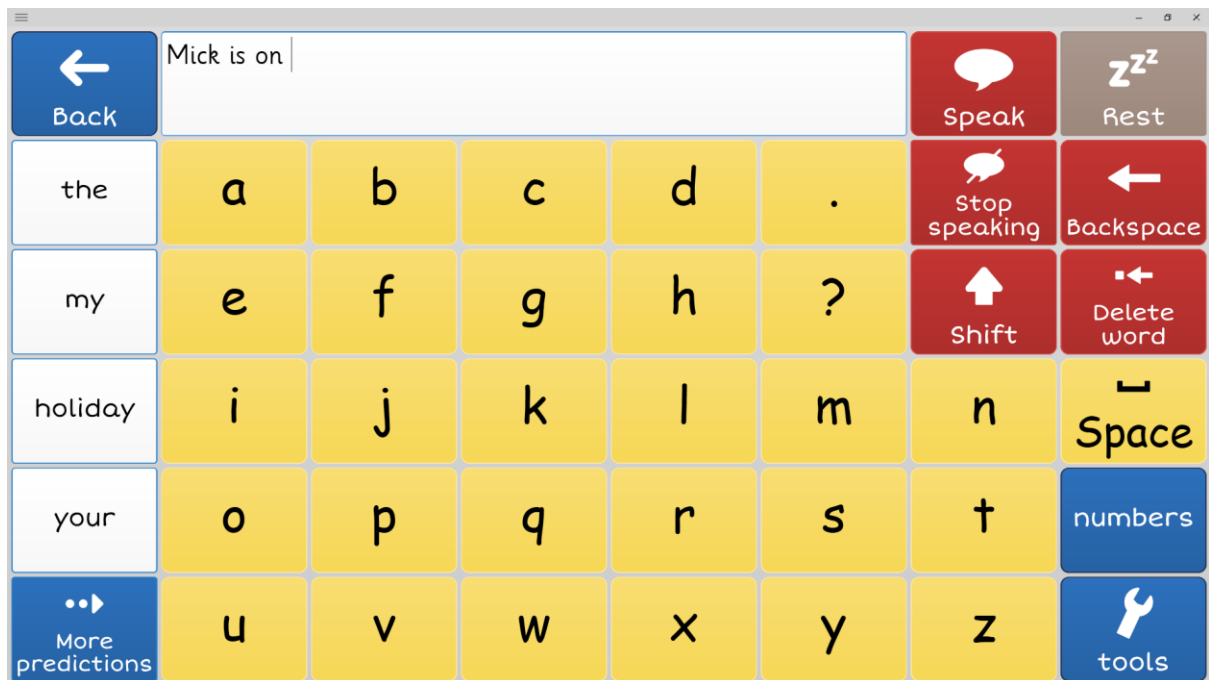 Mick is on
Back
Speak
zzz
Rest
the
a
b
c
d
.
Stop
speaking
Backspace
my
e
f
g
h
?
Shift
Delete
word
holiday
i
j
k
l
m
n
Space
your
o
p
q
r
s
t
numbers
More
predictions
u
v
w
x
y
z
tools